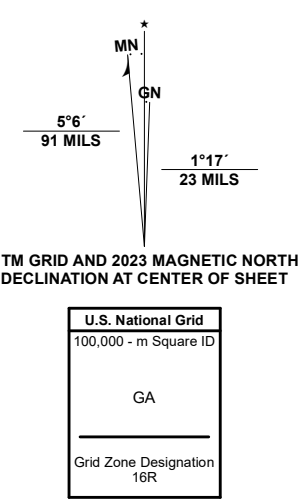 ★
MN
GN
5°6´
91 MILS
1°17´
23 MILS
TM GRID AND 2023 MAGNETIC NORTH
DECLINATION AT CENTER OF SHEET
U.S. National Grid
100,000 - m Square ID
GA
Grid Zone Designation
16R